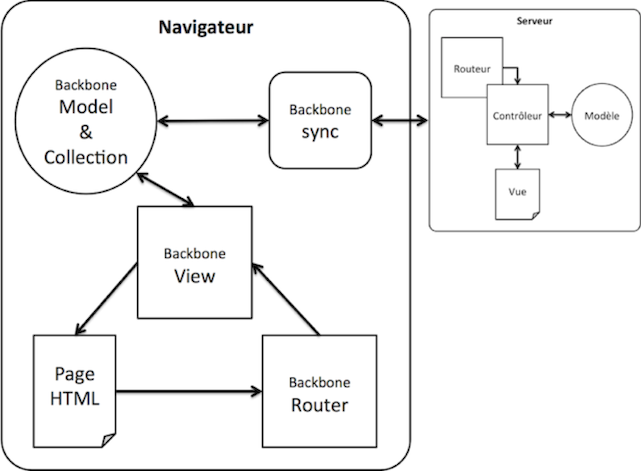 Navigateur
Backbone
Model
&
Collection
Backbone
sync
Backbone
View
Page
HTML
Backbone
Router
Serveur
Routeur
Contrôleur
Modèle
Vue